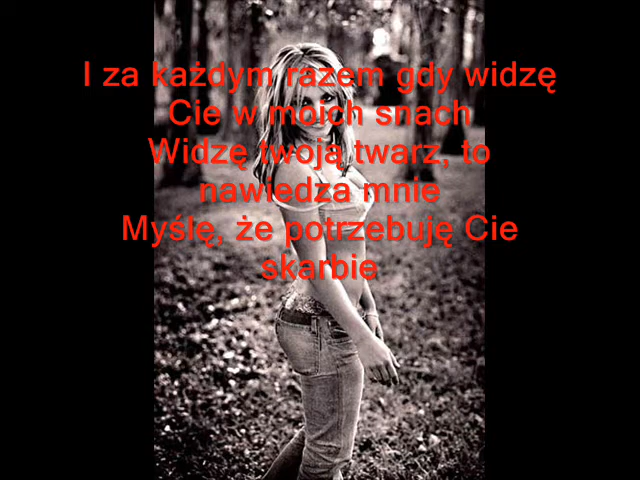 I za każdym razem gdy widzę
Cie w moich snach
Widzę twoją twarz, to
nawiedza mnie
Myślę, że potrzebuję Cie
skarbie